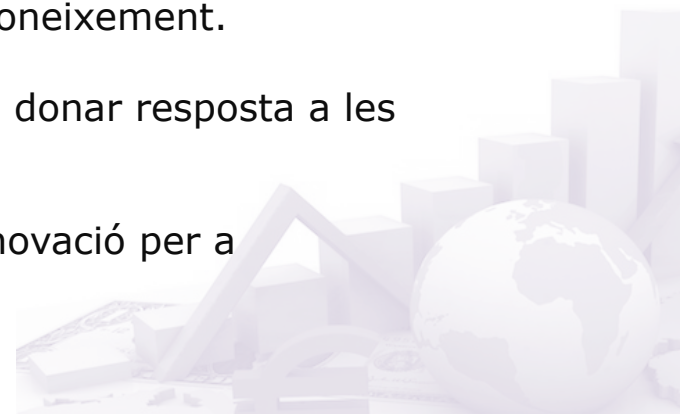 oneixement.
donar resposta a les
novació per a